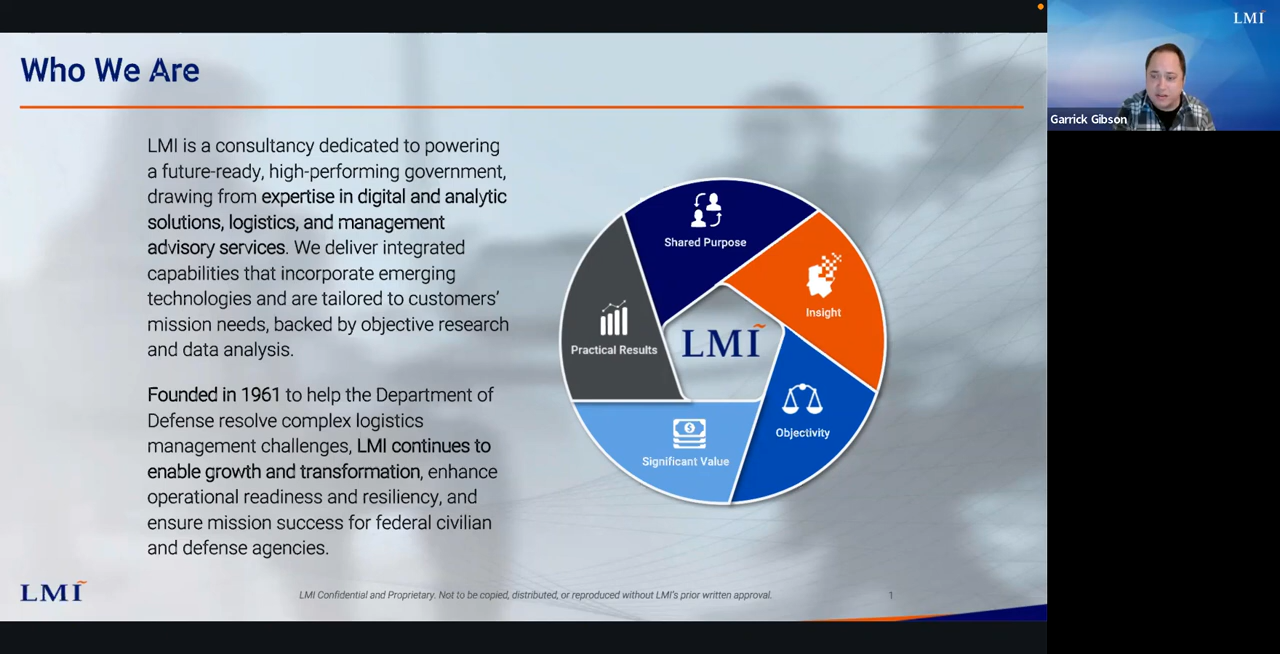 Who We Are
LMI is a consultancy dedicated to powering
a future-ready, high-performing government,
drawing from expertise in digital and analytic
solutions, logistics, and management
advisory services. We deliver integrated
capabilities that incorporate emerging
technologies and are tailored to customers’
mission needs, backed by objective research
and data analysis.
Founded in 1961 to help the Department of
Defense resolve complex logistics
management challenges, LMI continues to
enable growth and transformation, enhance
operational readiness and resiliency, and
ensure mission success for federal civilian
and defense agencies.
Shared Purpose
Insight
Practical Results
LMI
Objectivity
$
Significant Value
LMI
LMI Confidential and Proprietary. Not to be copied, distributed, or reproduced without LMI's prior written approval.
1
LMI
Garrick Gibson